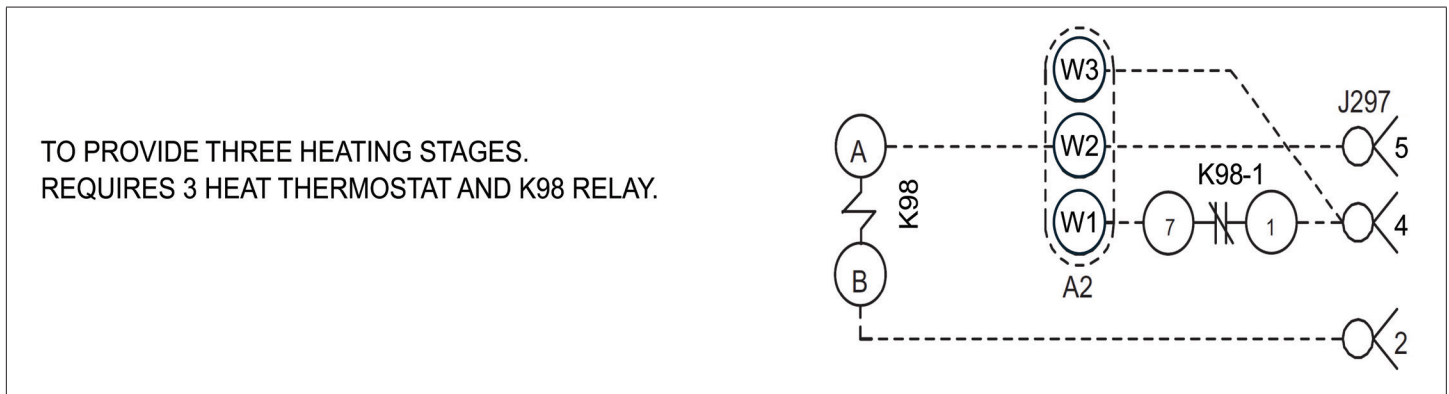 TO PROVIDE THREE HEATING STAGES.
REQUIRES 3 HEAT THERMOSTAT AND K98 RELAY.
W3
J297
A
W2
5
K98
K98-1
W1
7
1
4
B
A2
2